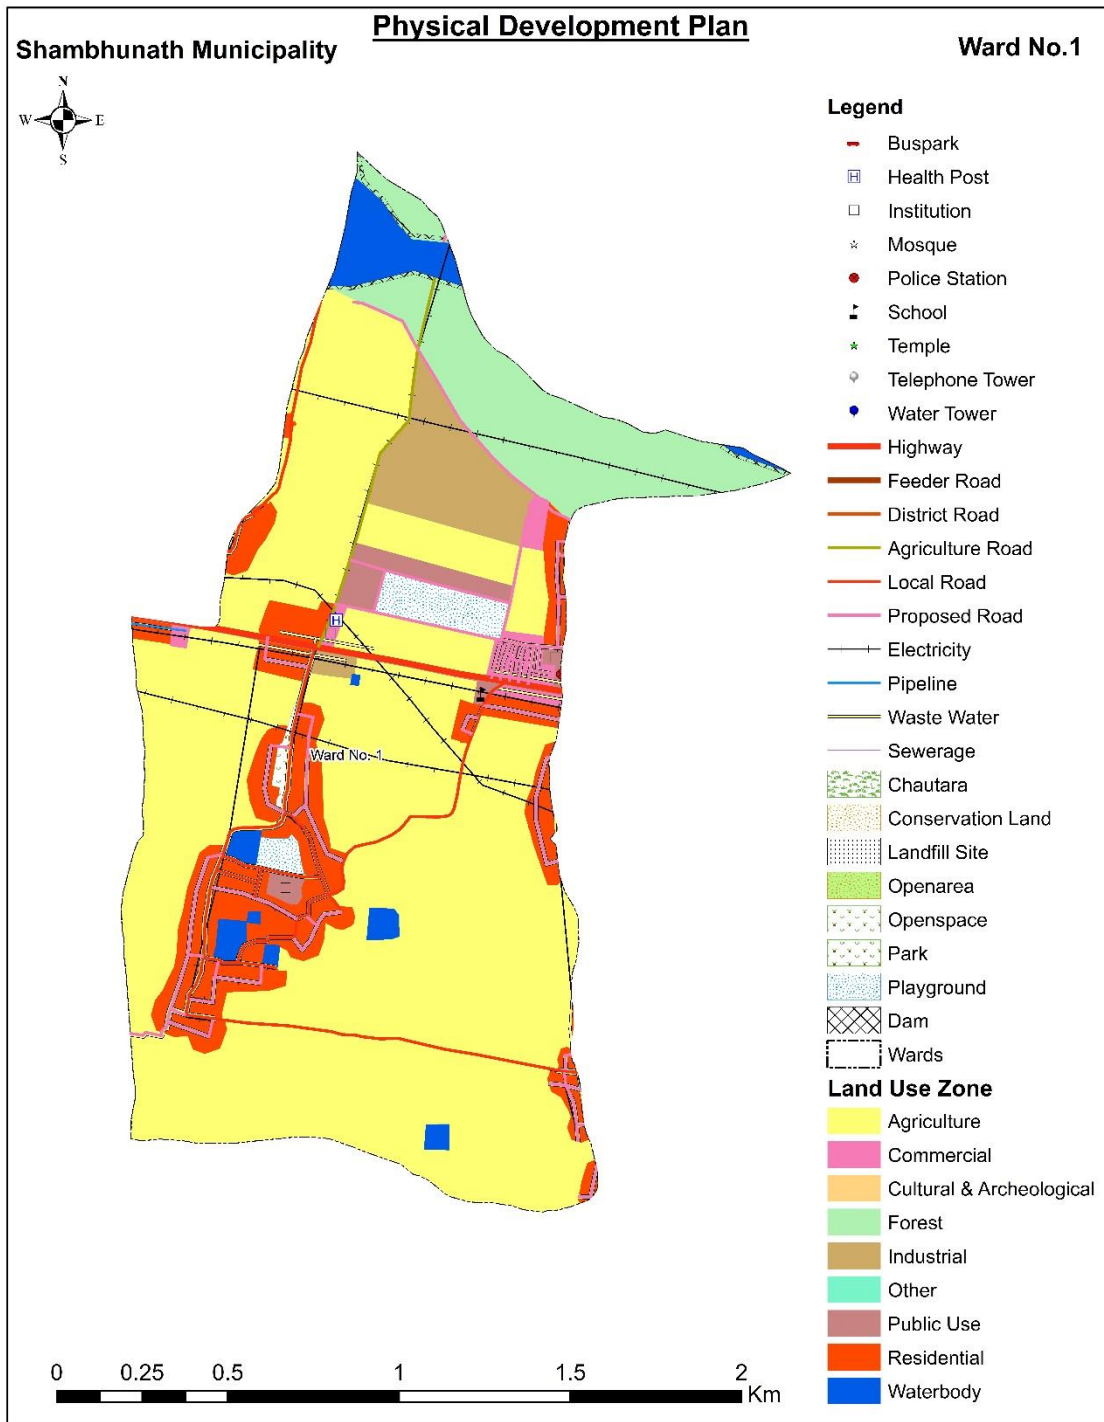 Physical Development Plan
Shambhunath Municipality
Ward No.1
N
W E
S
Legend
Buspark
H Health Post
Institution
Mosque
Police Station
School
Temple
Telephone Tower
Water Tower
Highway
Feeder Road
District Road
Agriculture Road
Local Road
Proposed Road
Electricity
Pipeline
Waste Water
Sewerage
Chautara
Conservation Land
Landfill Site
Openarea
Openspace
Park
Playground
Dam
Wards
Land Use Zone
Agriculture
Commercial
Cultural & Archeological
Forest
Industrial
Other
Public Use
Residential
Waterbody
H
Ward No. 1
0 0.25 0.5 1 1.5 2
Km